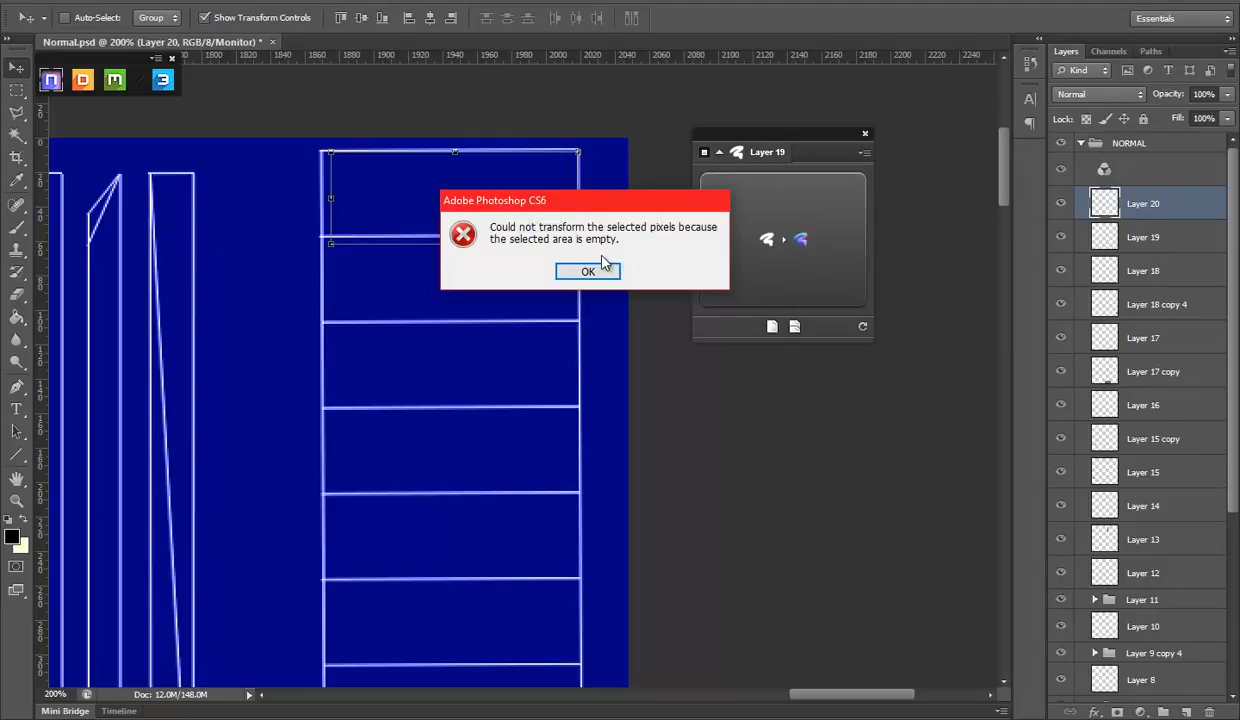 Auto-Select:
Group
Show Transform Controls
Essentials
Normal.psd @ 200% (Layer 20, RGB/8/Monitor) *
1800
1820
1840
1860
1880
1900
1920
1940
1960
1980
2000
2020
2040
2060
2080
2100
2120
2140
2160
2180
2200
2220
2240
n
D
m
3
Layer 19
Adobe Photoshop CS6
Could not transform the selected pixels because
the selected area is empty.
OK
Layers
Channels
Paths
Kind
Normal
Opacity:
100%
Lock:
Fill:
100%
NORMAL
Layer 20
Layer 19
Layer 18
Layer 18 copy 4
Layer 17
Layer 17 copy
Layer 16
Layer 15 copy
Layer 15
Layer 14
Layer 13
Layer 12
Layer 11
Layer 10
Layer 9 copy 4
Layer 8
200%
Doc: 12.0M/148.0M
Mini Bridge
Timeline